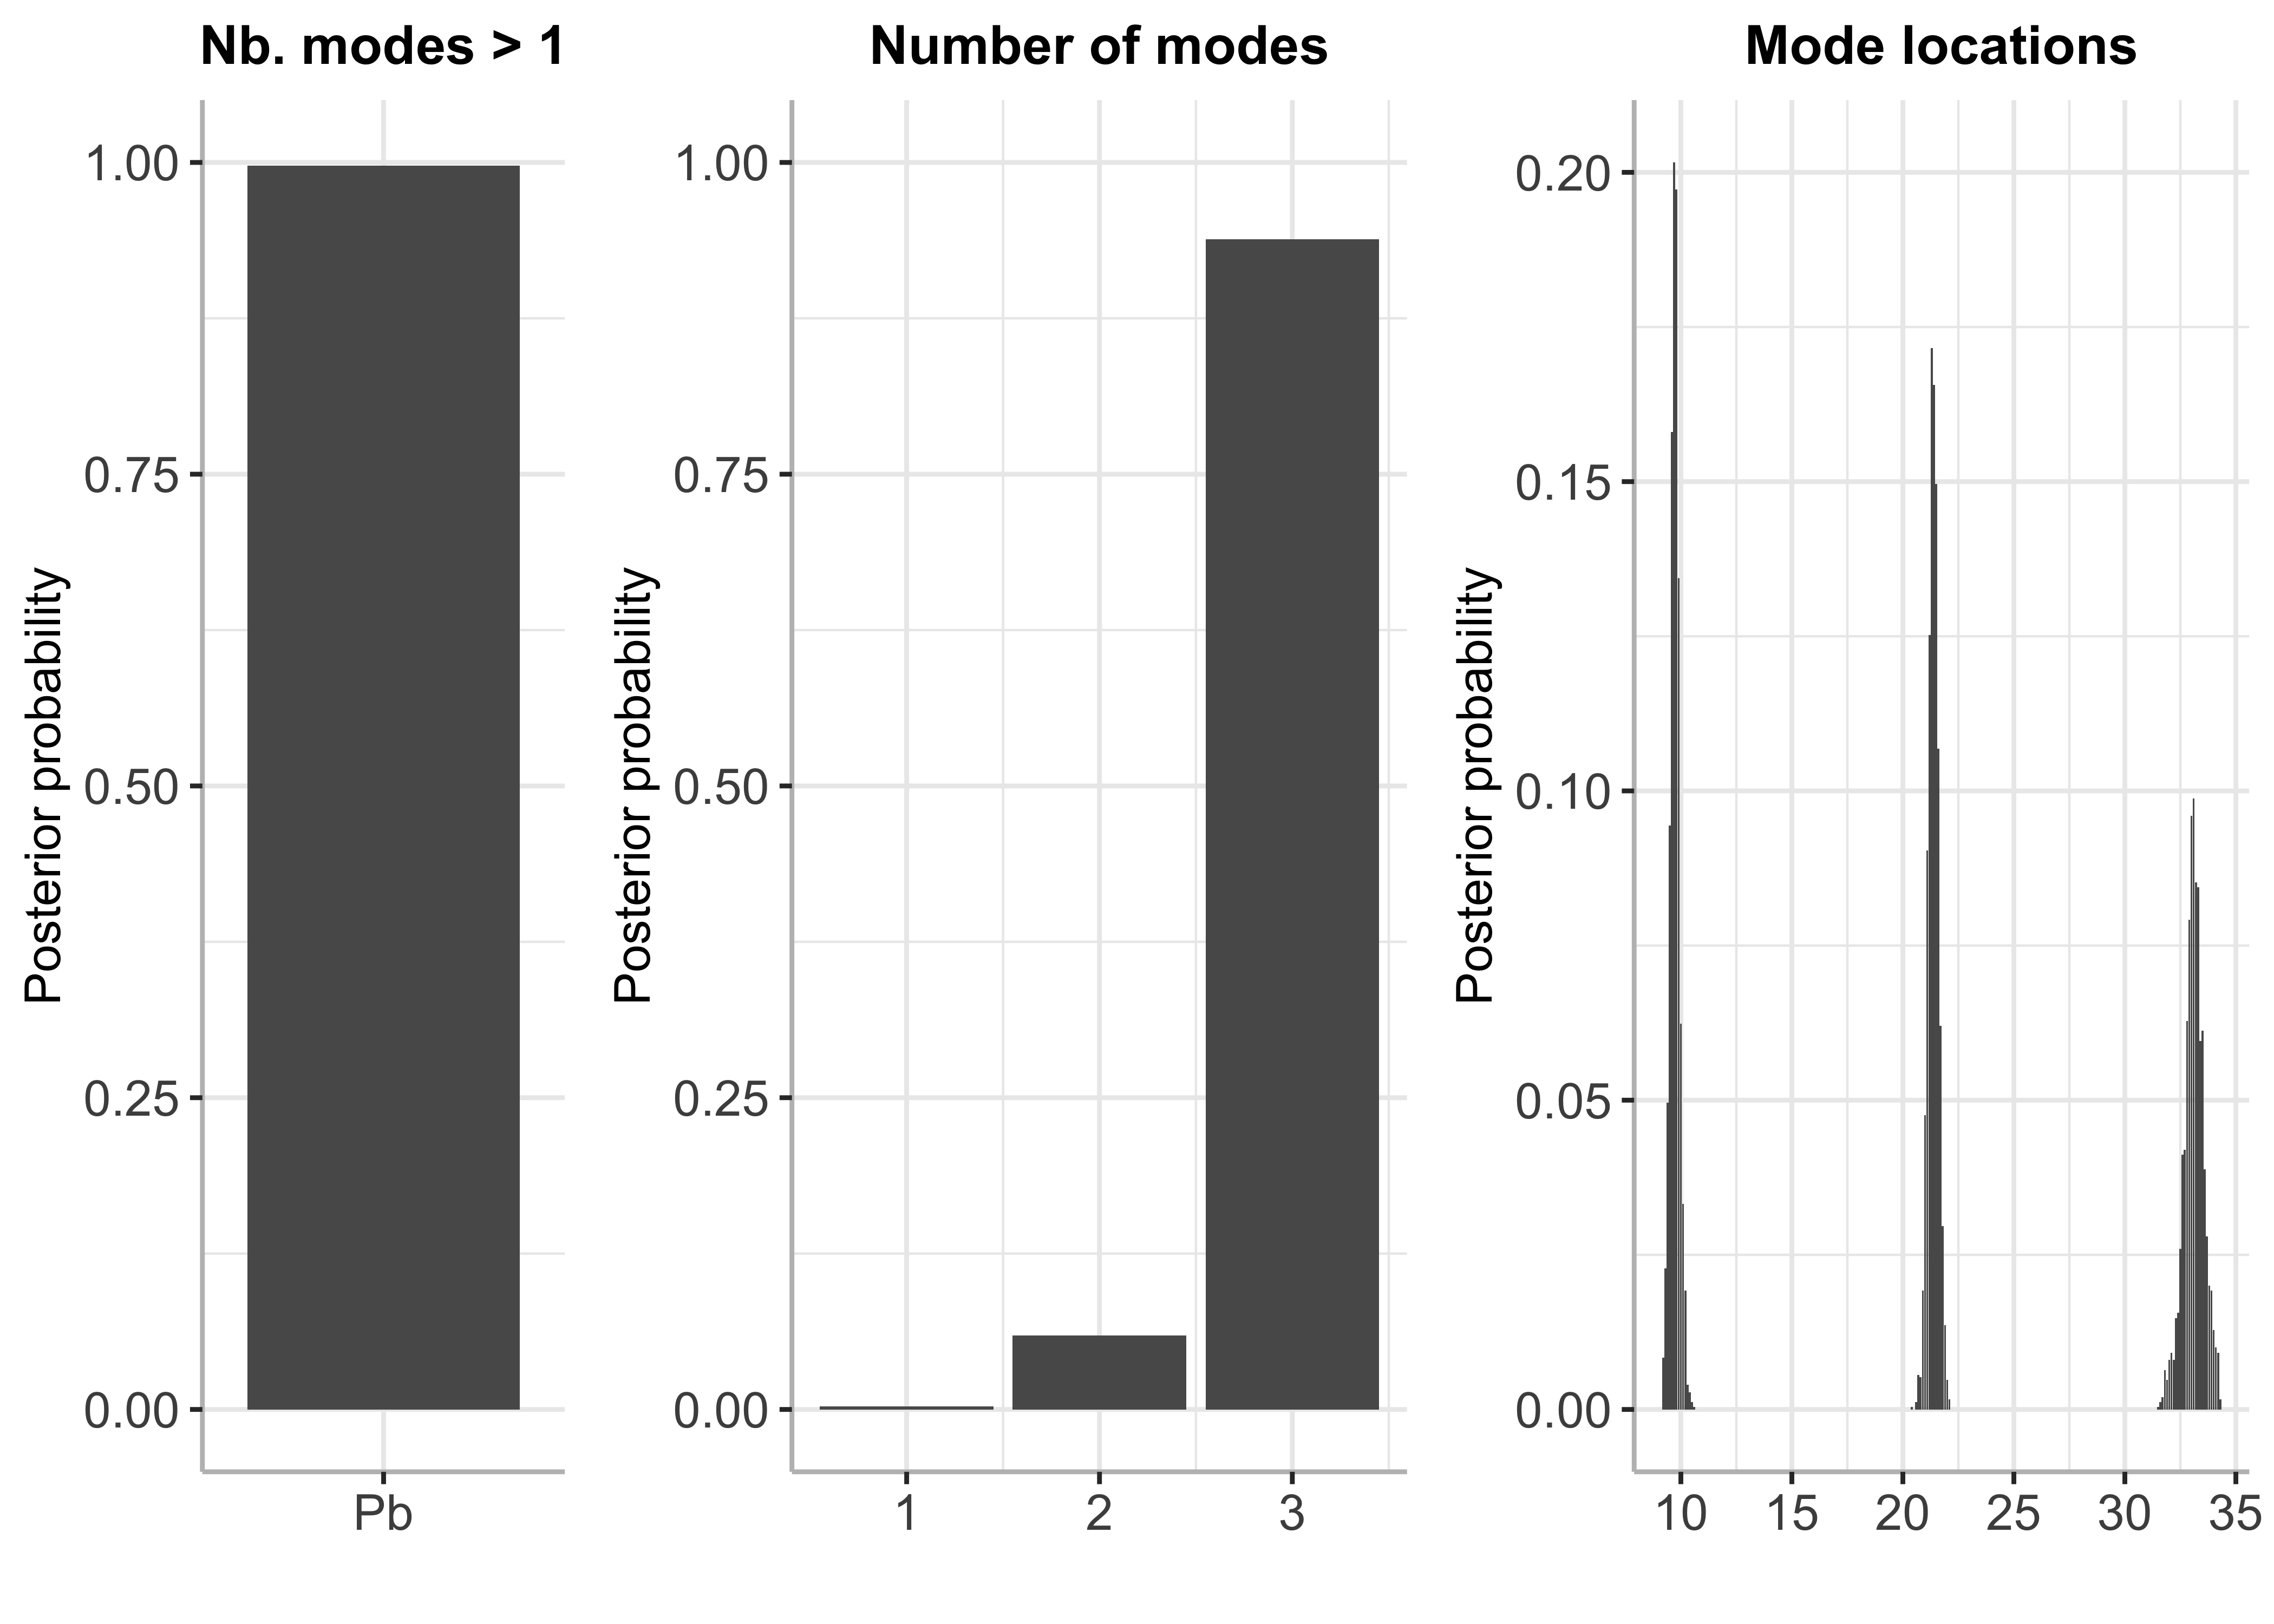 Nb. modes > 1
Posterior probability
1.00
0.75
0.50
0.25
0.00
Pb
Number of modes
Posterior probability
1.00
0.75
0.50
0.25
0.00
1 2 3
Mode locations
Posterior probability
0.20
0.15
0.10
0.05
0.00
10 15 20 25 30 35